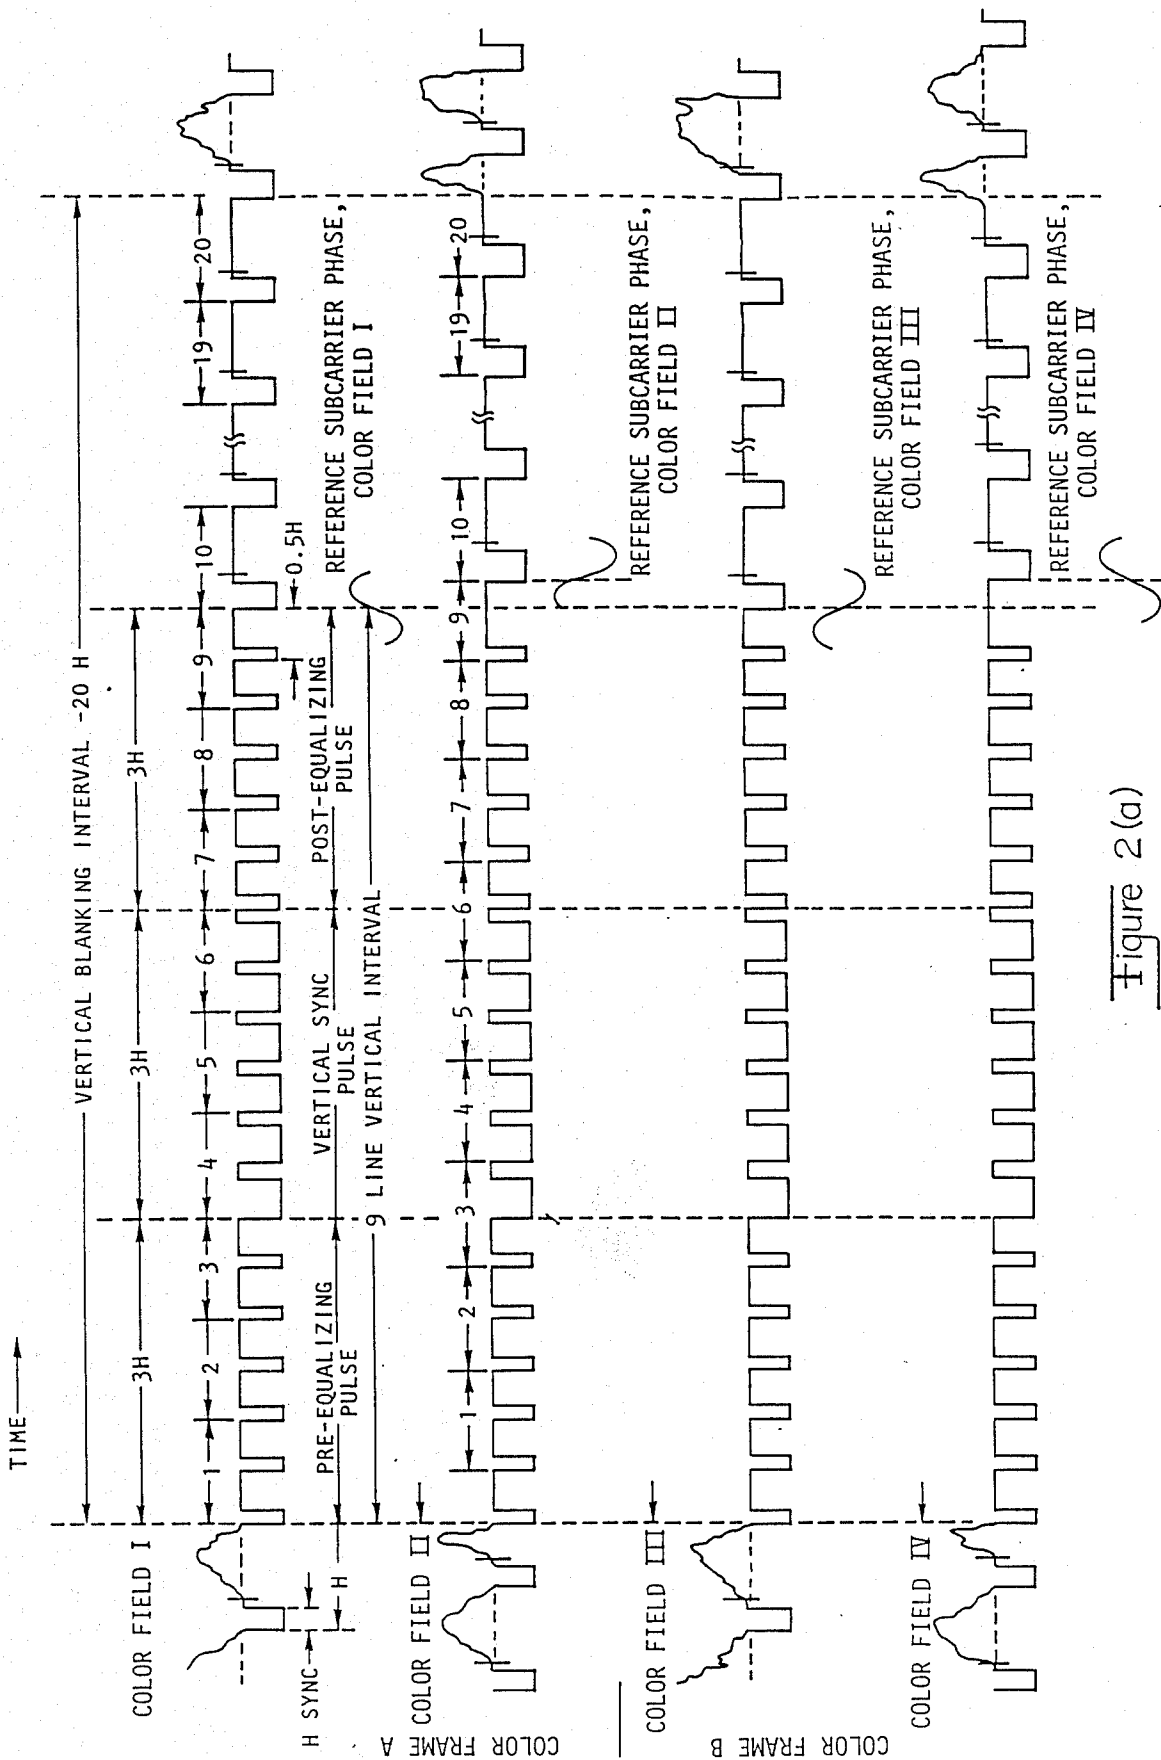 TIME
VERTICAL BLANKING INTERVAL -20 H
3H 3H 3H
COLOR FIELD I
1 2 3 4 5 6 7 8 9 10 19 20
H SYNC
H
0.5H
PRE-EQUALIZING
PULSE
VERTICAL SYNC
PULSE
POST-EQUALIZING
PULSE
9 LINE VERTICAL INTERVAL
REFERENCE SUBCARRIER PHASE,
COLOR FIELD I
COLOR FRAME A
COLOR FIELD II
1 2 3 4 5 6 7 8 9 10 19 20
REFERENCE SUBCARRIER PHASE,
COLOR FIELD II
COLOR FRAME B
COLOR FIELD III
REFERENCE SUBCARRIER PHASE,
COLOR FIELD III
COLOR FIELD IV
REFERENCE SUBCARRIER PHASE,
COLOR FIELD IV
Figure 2(a)